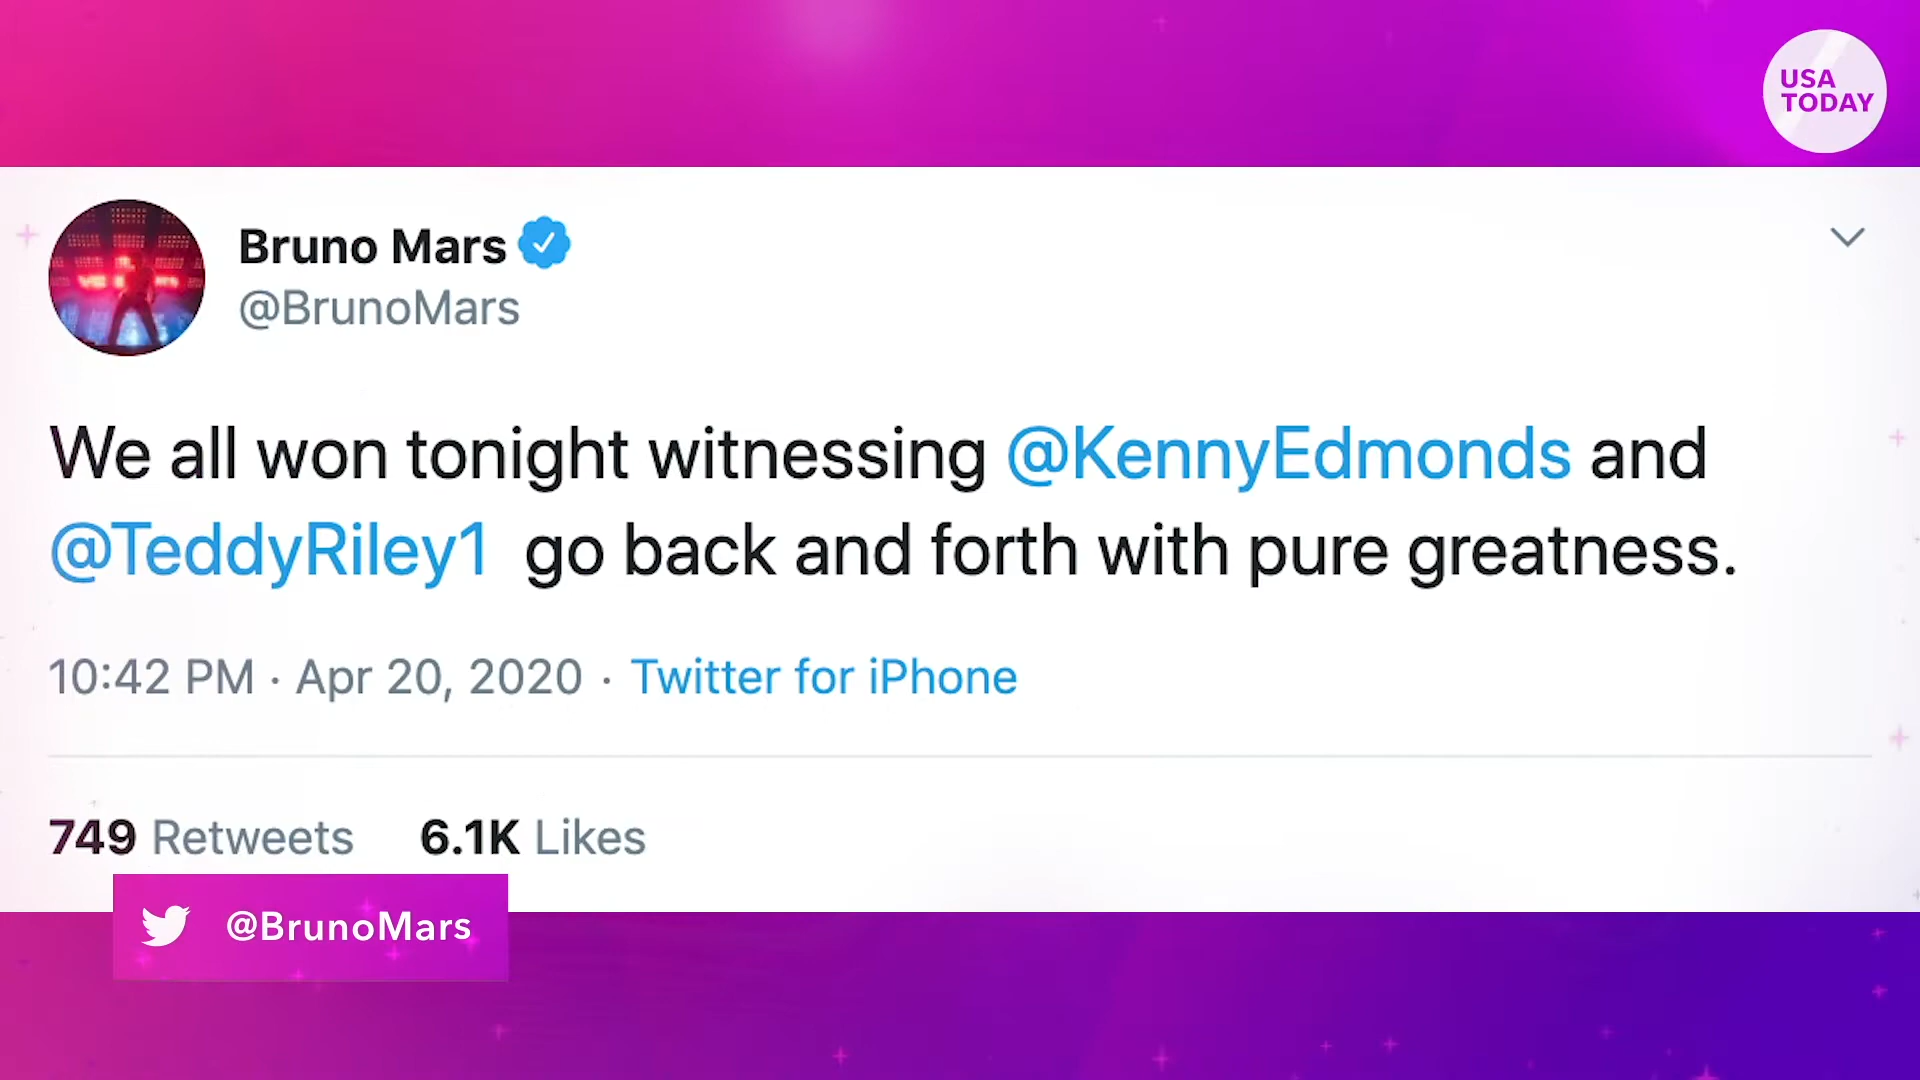 USA
TODAY
Bruno Mars
@BrunoMars
We all won tonight witnessing @KennyEdmonds and
@TeddyRiley1 go back and forth with pure greatness.
10:42 PM · Apr 20, 2020 · Twitter for iPhone
749 Retweets 6.1K Likes
@BrunoMars